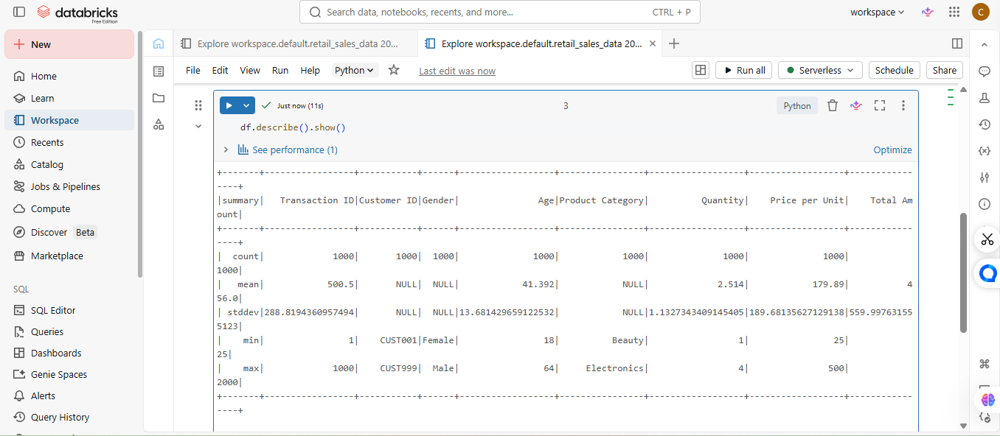 databricks
Free Edition
Search data, notebooks, recents, and more...
CTRL + P
workspace
C
New
Home
Learn
Workspace
Recents
Catalog
Jobs & Pipelines
Compute
Discover Beta
Marketplace
SQL
SQL Editor
Queries
Dashboards
Genie Spaces
Alerts
Query History
Explore workspace.default.retail_sales_data 20...
Explore workspace.default.retail_sales_data 20...
File Edit View Run Help Python Last edit was now
Run all Serverless Schedule Share
Just now (11s)
3
Python
df.describe().show()
See performance (1)
Optimize
+-------+-----------------+-----------+------+------------------+----------------+------------------+------------------+-----------
----+
|summary|   Transaction ID|Customer ID|Gender|               Age|Product Category|          Quantity|    Price per Unit|    Total Am
ount|
+-------+-----------------+-----------+------+------------------+----------------+------------------+------------------+-----------
----+
|  count|             1000|       1000|  1000|              1000|            1000|              1000|              1000|
1000|
|   mean|            500.5|       NULL|  NULL|            41.392|            NULL|             2.514|            179.89|           4
56.0|
| stddev|288.8194360957494|       NULL|  NULL|13.681429659122532|            NULL|1.1327343409145405|189.68135627129138|559.99763155
5123|
|    min|                1|    CUST001|Female|                18|          Beauty|                 1|                25|
25|
|    max|             1000|    CUST999|  Male|                64|     Electronics|                 4|               500|
2000|
+-------+-----------------+-----------+------+------------------+----------------+------------------+------------------+-----------
----+